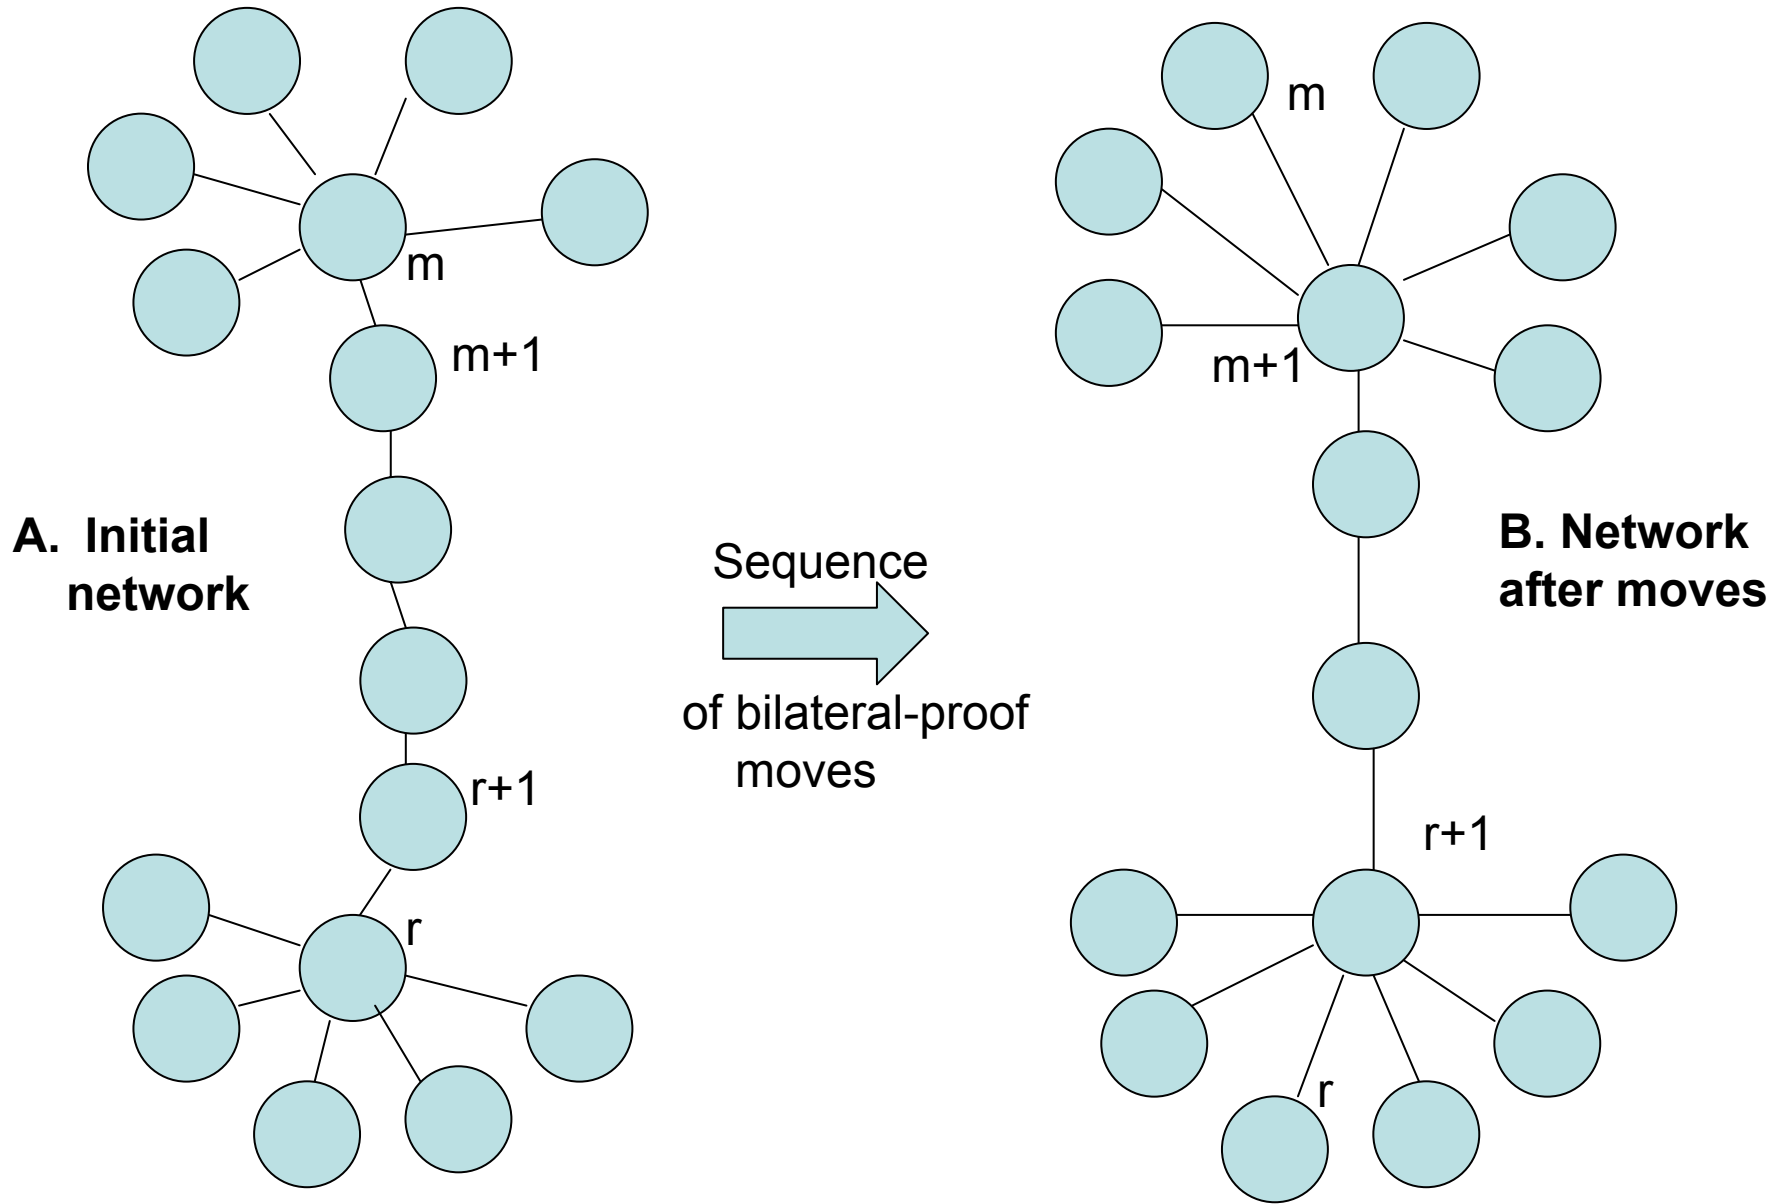 m
m+1
A. Initial
network
r+1
r
Sequence
of bilateral-proof
moves
m
m+1
B. Network
after moves
r+1
r